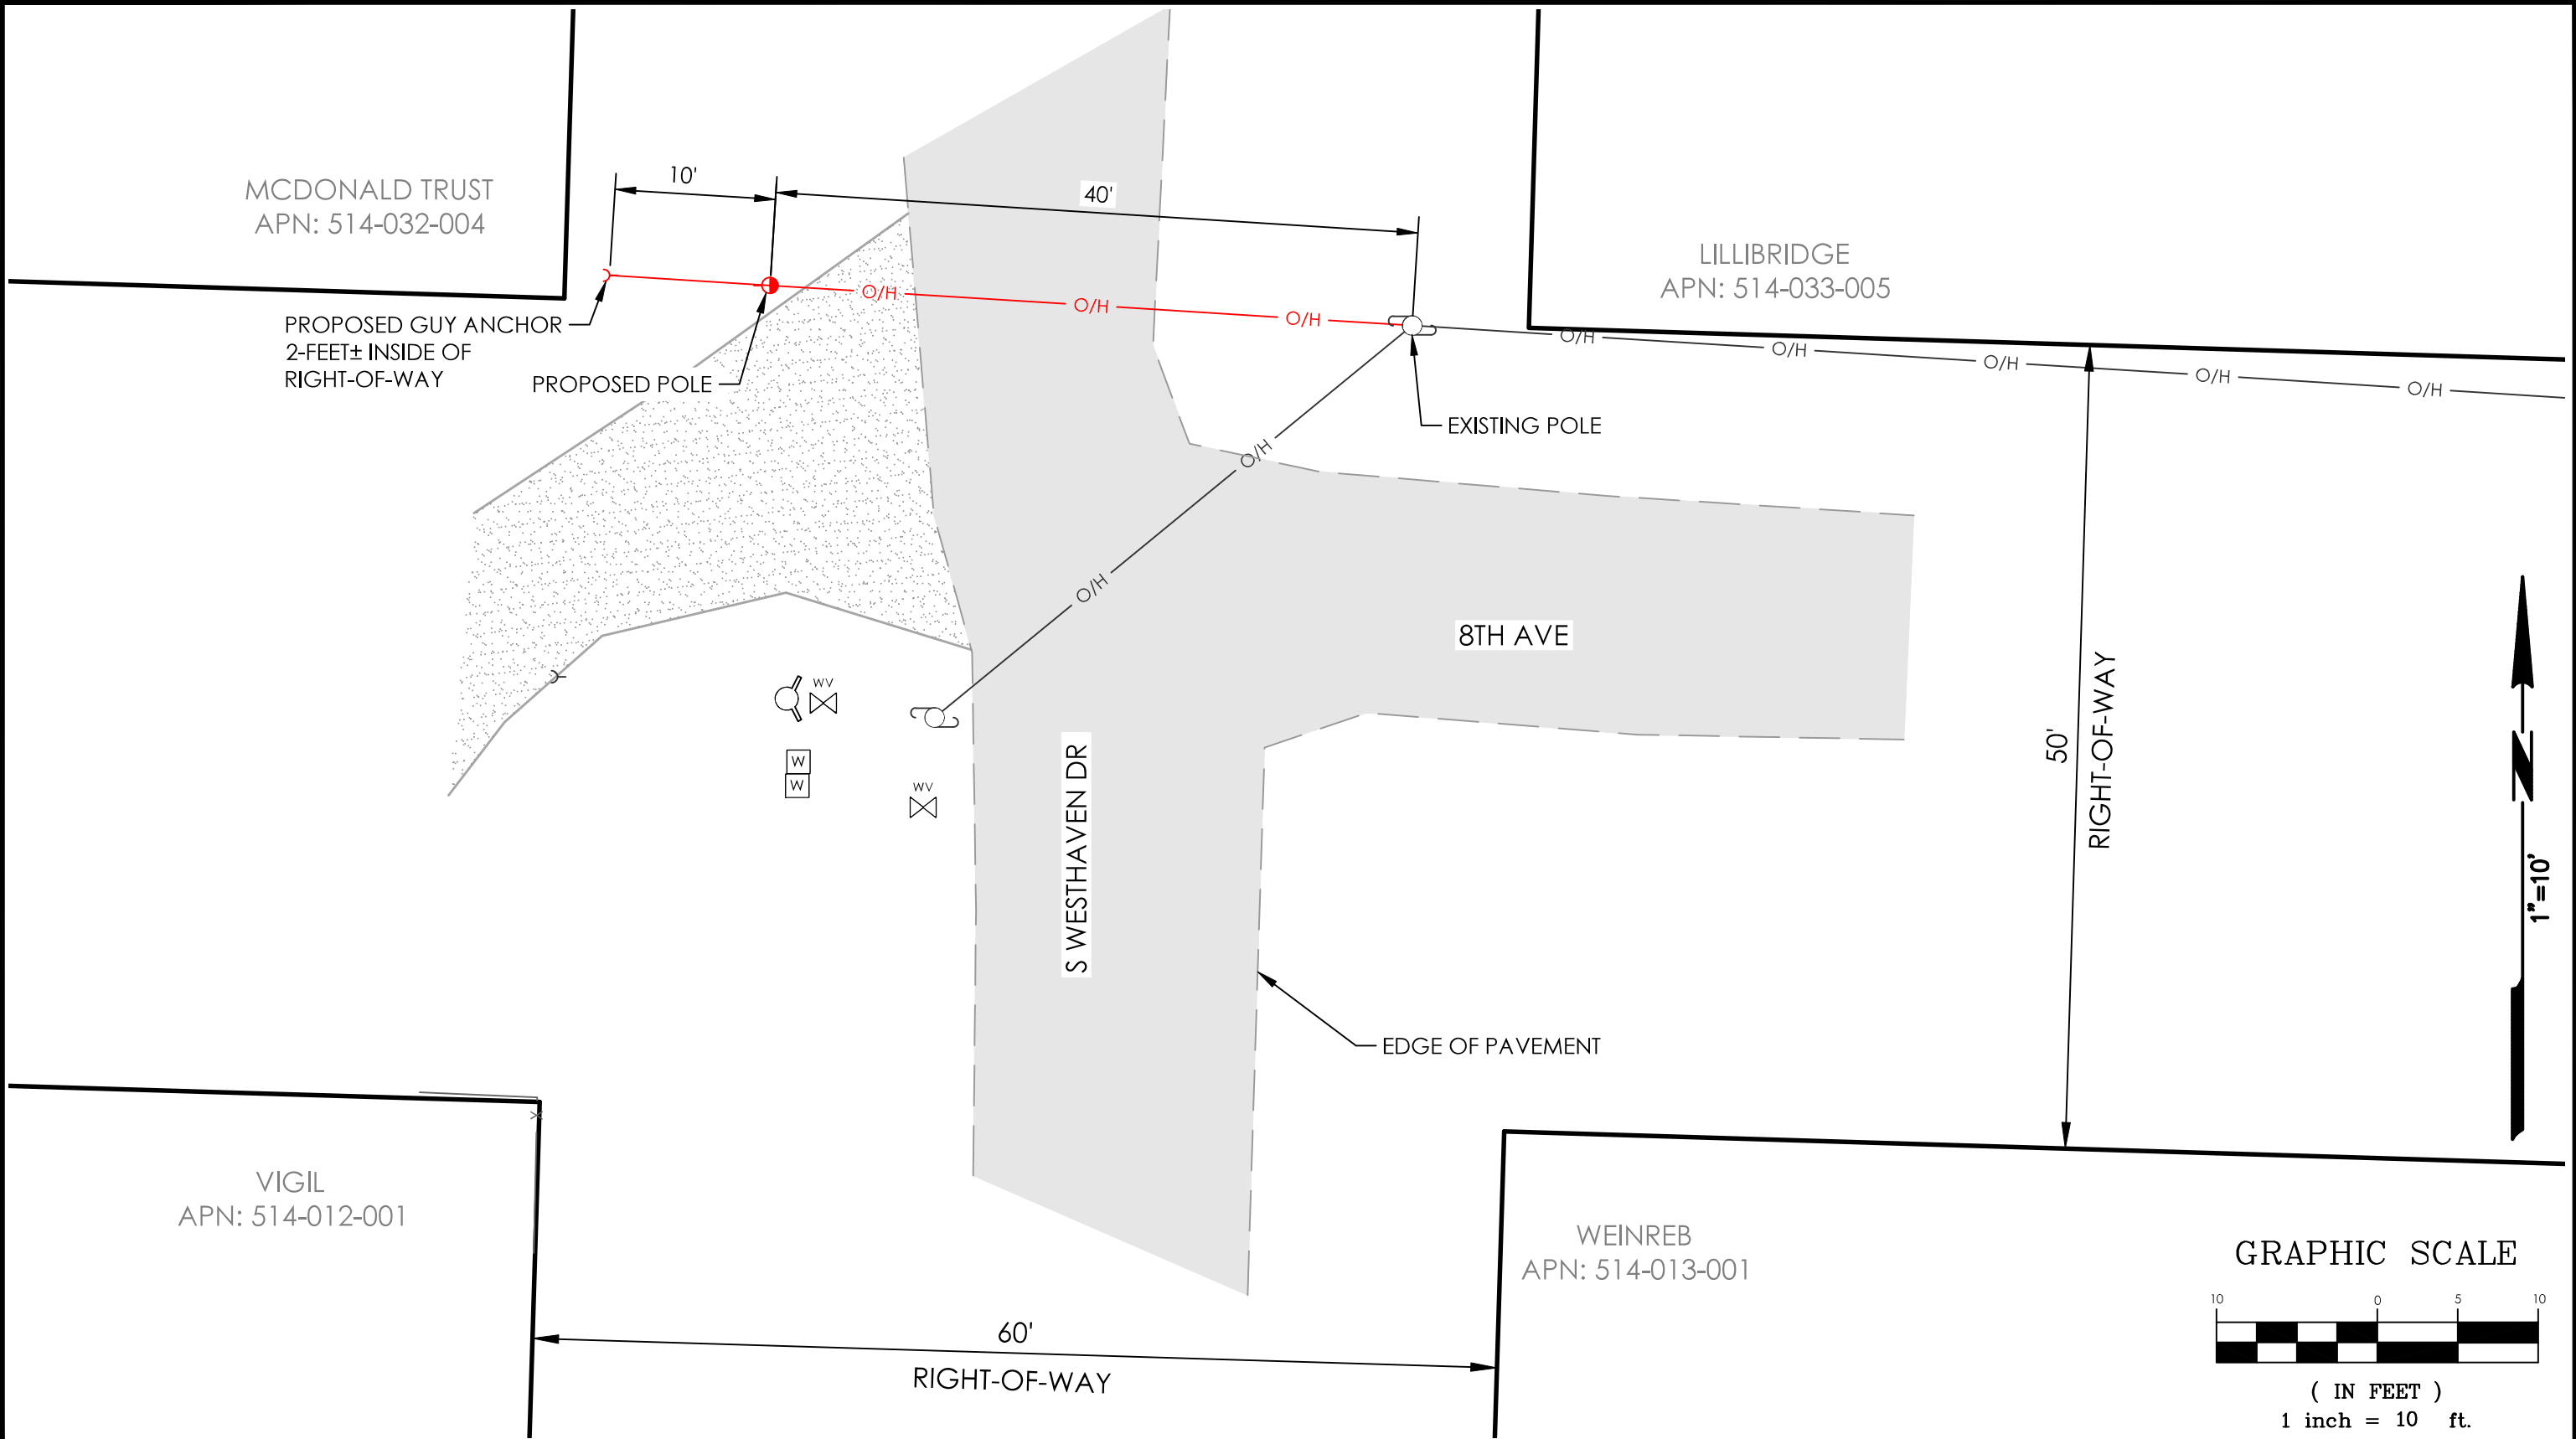 MCDONALD TRUST
APN: 514-032-004
10'
40'
LILLIBRIDGE
APN: 514-033-005
PROPOSED GUY ANCHOR
2-FEET± INSIDE OF
RIGHT-OF-WAY
PROPOSED POLE
O/H
O/H
O/H
O/H
O/H
O/H
O/H
O/H
EXISTING POLE
O/H
O/H
8TH AVE
WV
W
W
WV
S WESTHAVEN DR
50'
RIGHT-OF-WAY
N
1"=10'
EDGE OF PAVEMENT
VIGIL
APN: 514-012-001
WEINREB
APN: 514-013-001
60'
RIGHT-OF-WAY
GRAPHIC SCALE
10 0 5 10
( IN FEET )
1 inch = 10 ft.